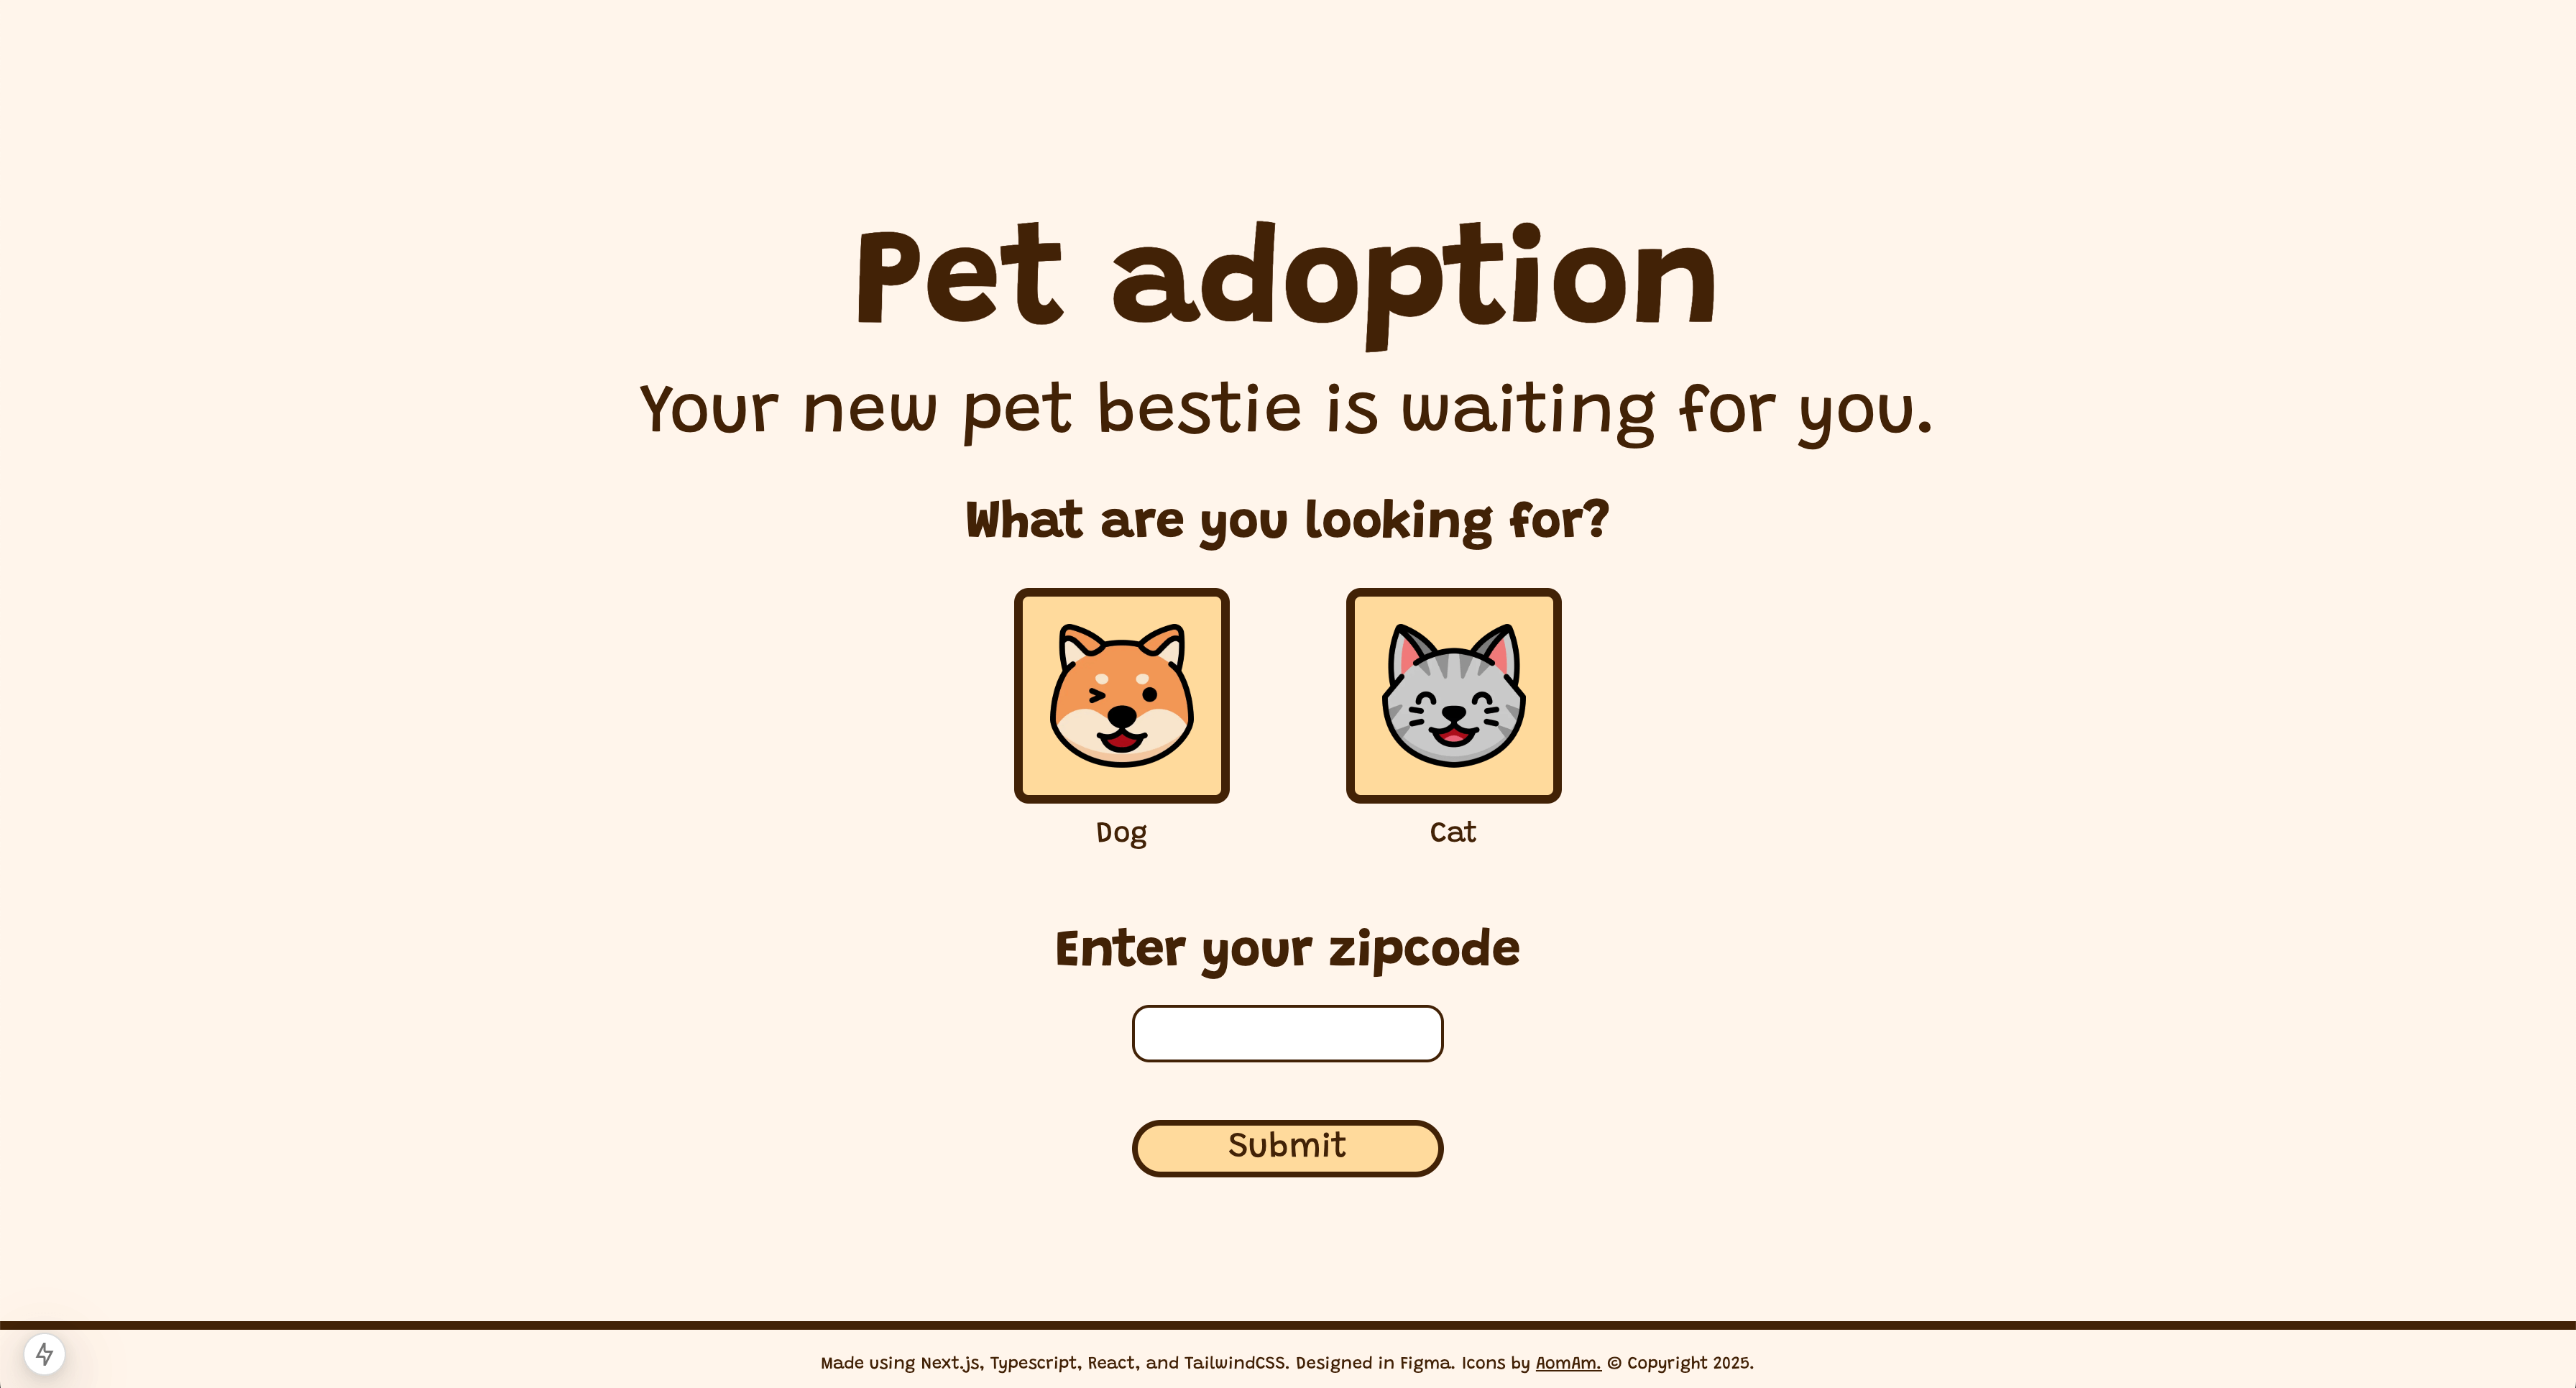 Pet adoption
Your new pet bestie is waiting for you.
What are you looking for?
Dog
Cat
Enter your zipcode
Submit
Made using Next.js, Typescript, React, and TailwindCSS. Designed in Figma. Icons by AomAm. © Copyright 2025.